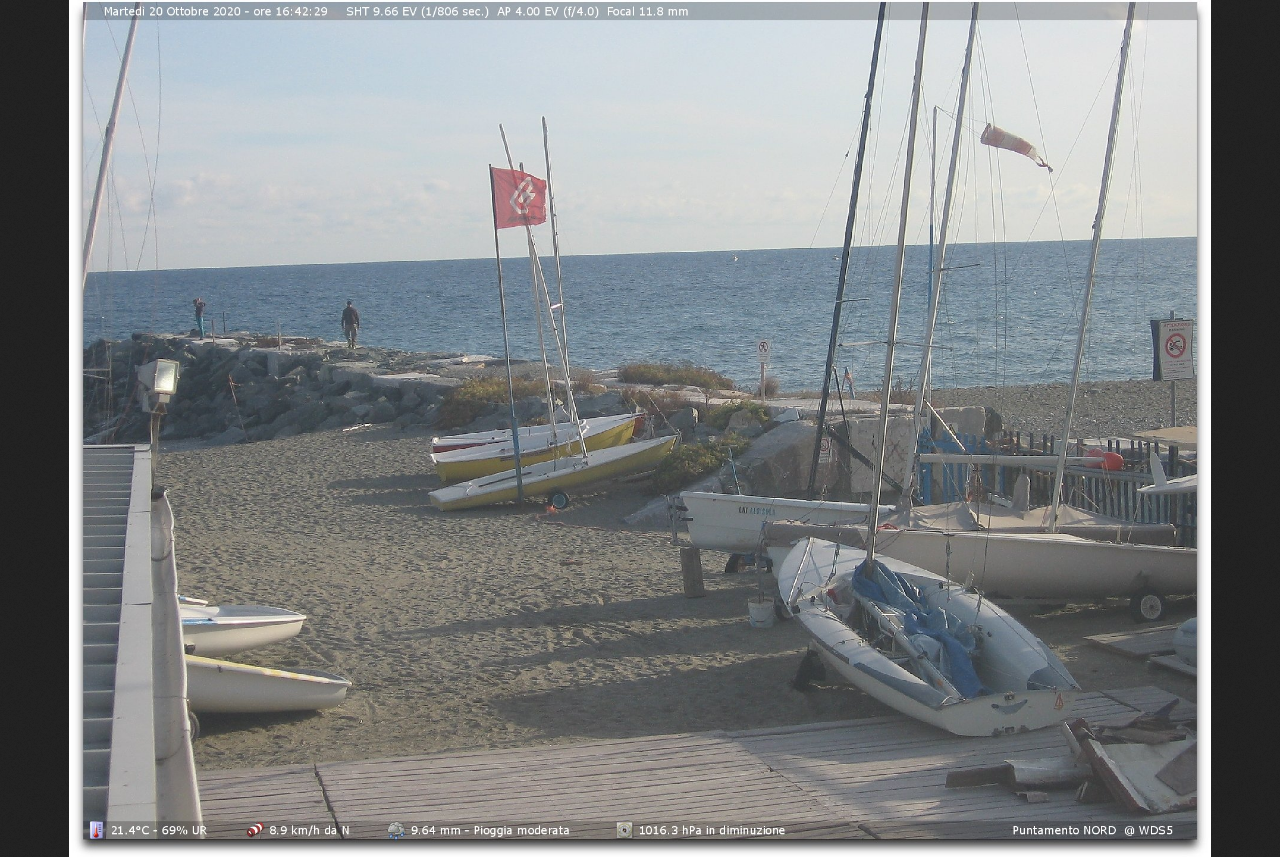 Martedi 20 Ottobre 2020 - ore 16:42:29 SHT 9.66 EV (1/806 sec.) AP 4.00 EV (f/4.0) Focal 11.8 mm
21.4°C - 69% UR 8.9 km/h da N 9.64 mm - Pioggia moderata 1016.3 hPa in diminuzione Puntamento NORD @ WDS5